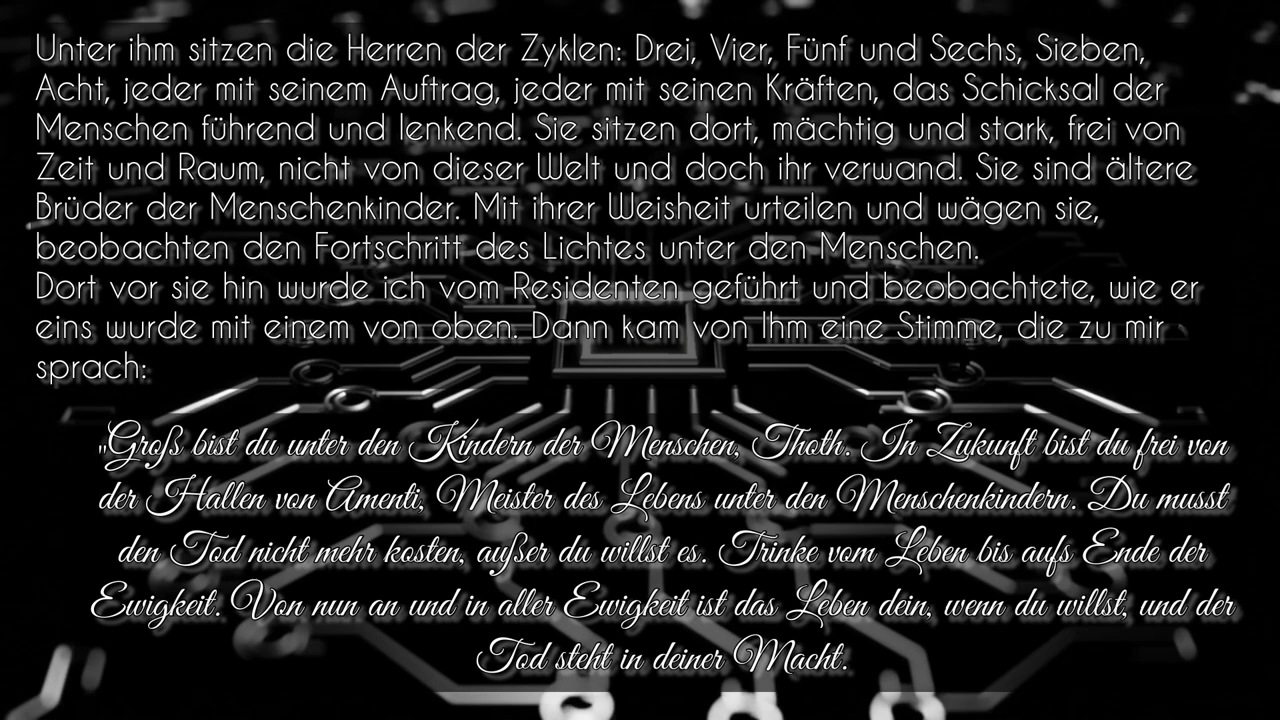 Unter ihm sitzen die Herren der Zyklen: Drei, Vier, Fünf und Sechs, Sieben,
Acht, jeder mit seinem Auftrag, jeder mit seinen Kräften, das Schicksal der
Menschen führend und lenkend. Sie sitzen dort, mächtig und stark, frei von
Zeit und Raum, nicht von dieser Welt und doch ihr verwand. Sie sind ältere
Brüder der Menschenkinder. Mit ihrer Weisheit urteilen und wägen sie,
beobachten den Fortschritt des Lichtes unter den Menschen.
Dort vor sie hin wurde ich vom Residenten geführt und beobachtete, wie er
eins wurde mit einem von oben. Dann kam von Ihm eine Stimme, die zu mir
sprach:
„Groß bist du unter den Kindern der Menschen, Thoth. In Zukunft bist du frei von
der Hallen von Amenti, Meister des Lebens unter den Menschenkindern. Du musst
den Tod nicht mehr kosten, außer du willst es. Trinke vom Leben bis aufs Ende der
Ewigkeit. Von nun an und in aller Ewigkeit ist das Leben dein, wenn du willst, und der
Tod steht in deiner Macht.